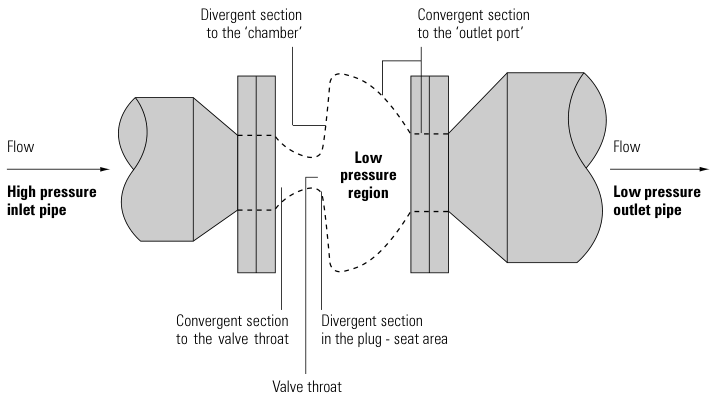 Divergent section
to the ‘chamber’
Convergent section
to the ‘outlet port’
Flow
High pressure
inlet pipe
Low
pressure
region
Flow
Low pressure
outlet pipe
Convergent section
to the valve throat
Divergent section
in the plug - seat area
Valve throat